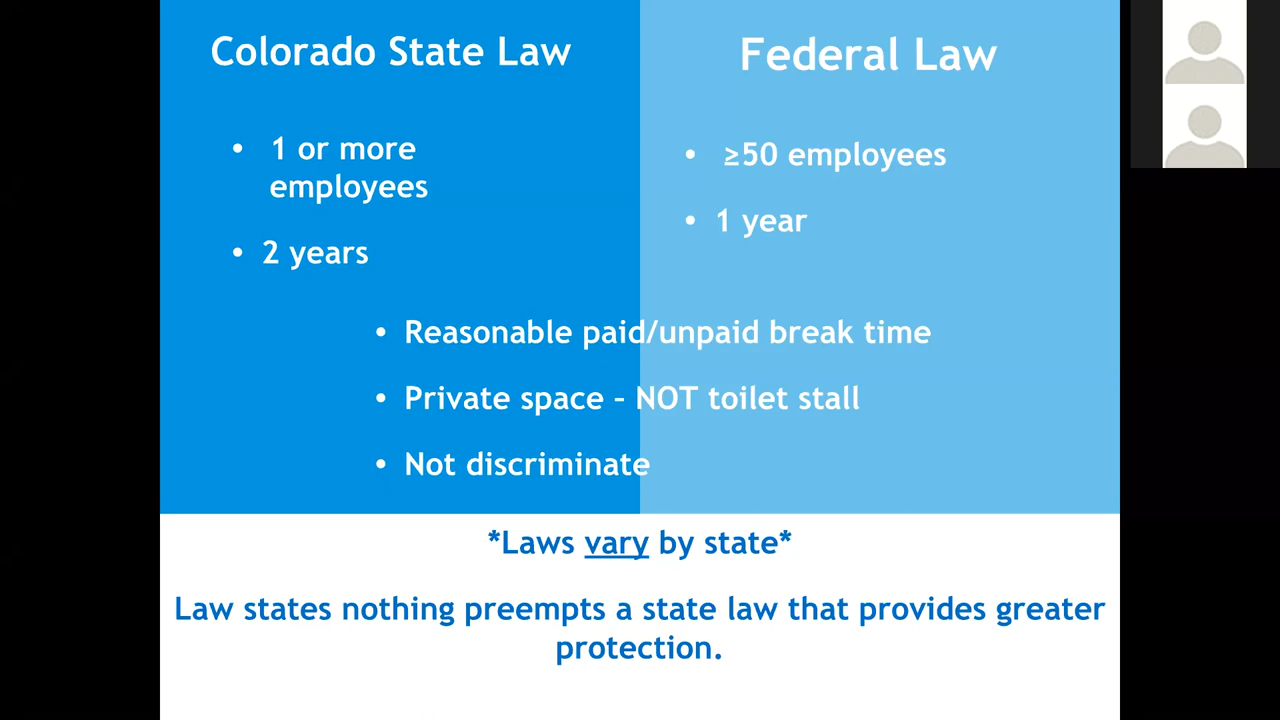 Colorado State Law
• 1 or more
employees
• 2 years
Federal Law
• ≥50 employees
• 1 year
• Reasonable paid/unpaid break time
• Private space – NOT toilet stall
• Not discriminate
*Laws vary by state*
Law states nothing preempts a state law that provides greater
protection.